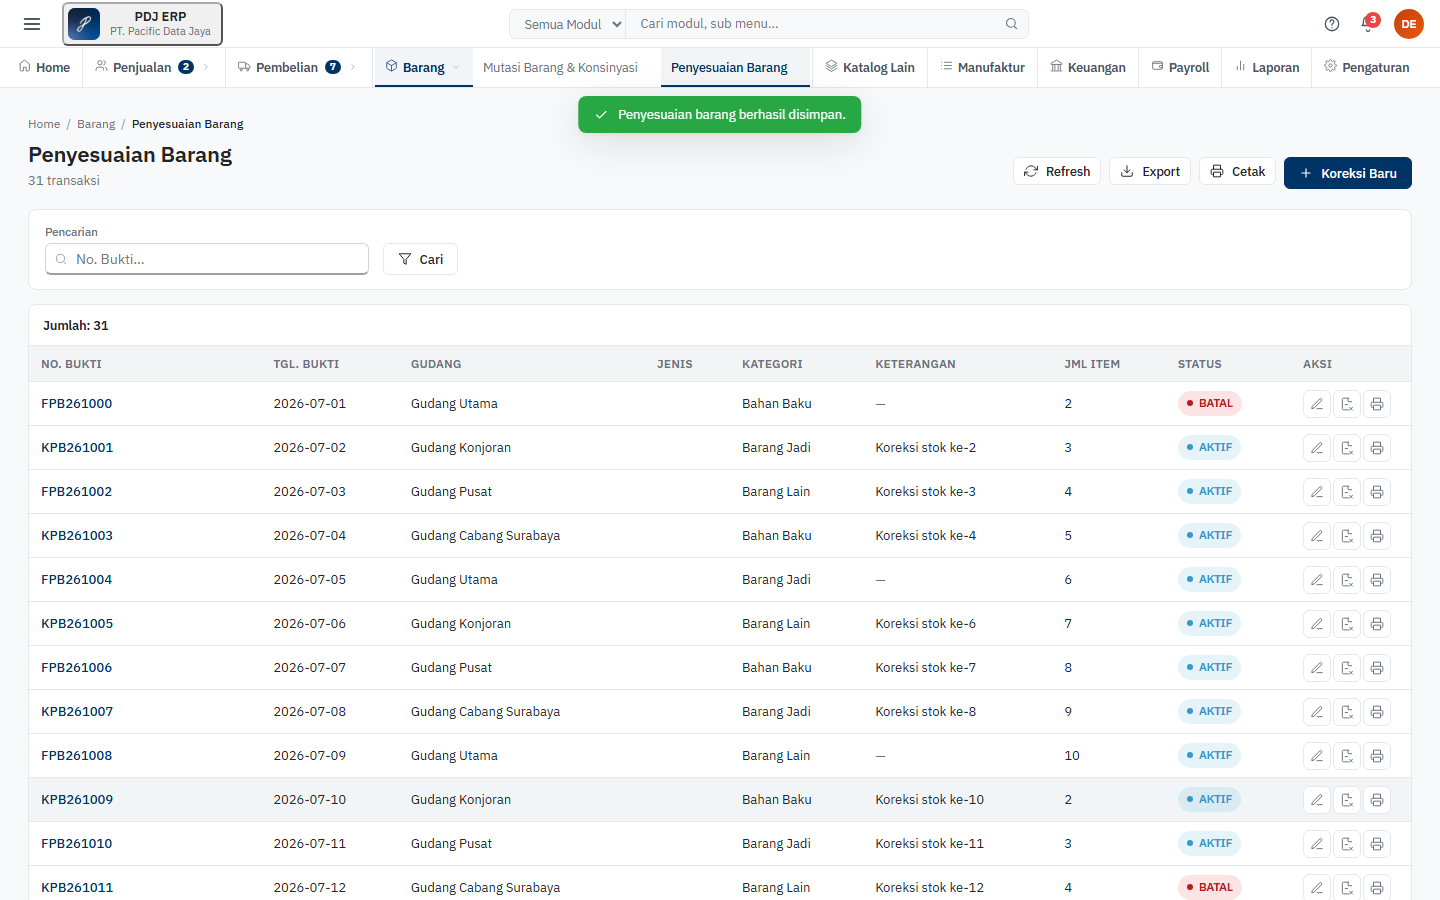 PDJ ERP
PT. Pacific Data Jaya
Semua Modul
Cari modul, sub menu...
3
DE
Home
Penjualan 2
Pembelian 7
Barang
Mutasi Barang & Konsinyasi
Penyesuaian Barang
Katalog Lain
Manufaktur
Keuangan
Payroll
Laporan
Pengaturan
Penyesuaian barang berhasil disimpan.
Home / Barang / Penyesuaian Barang
Penyesuaian Barang
31 transaksi
Refresh
Export
Cetak
Koreksi Baru
Pencarian
No. Bukti...
Cari
Jumlah: 31
NO. BUKTI TGL. BUKTI GUDANG JENIS KATEGORI KETERANGAN JML ITEM STATUS AKSI
FPB261000 2026-07-01 Gudang Utama Bahan Baku — 2 BATAL
KPB261001 2026-07-02 Gudang Konjoran Barang Jadi Koreksi stok ke-2 3 AKTIF
FPB261002 2026-07-03 Gudang Pusat Barang Lain Koreksi stok ke-3 4 AKTIF
KPB261003 2026-07-04 Gudang Cabang Surabaya Bahan Baku Koreksi stok ke-4 5 AKTIF
FPB261004 2026-07-05 Gudang Utama Barang Jadi — 6 AKTIF
KPB261005 2026-07-06 Gudang Konjoran Barang Lain Koreksi stok ke-6 7 AKTIF
FPB261006 2026-07-07 Gudang Pusat Bahan Baku Koreksi stok ke-7 8 AKTIF
KPB261007 2026-07-08 Gudang Cabang Surabaya Barang Jadi Koreksi stok ke-8 9 AKTIF
FPB261008 2026-07-09 Gudang Utama Barang Lain — 10 AKTIF
KPB261009 2026-07-10 Gudang Konjoran Bahan Baku Koreksi stok ke-10 2 AKTIF
FPB261010 2026-07-11 Gudang Pusat Barang Jadi Koreksi stok ke-11 3 AKTIF
KPB261011 2026-07-12 Gudang Cabang Surabaya Barang Lain Koreksi stok ke-12 4 BATAL